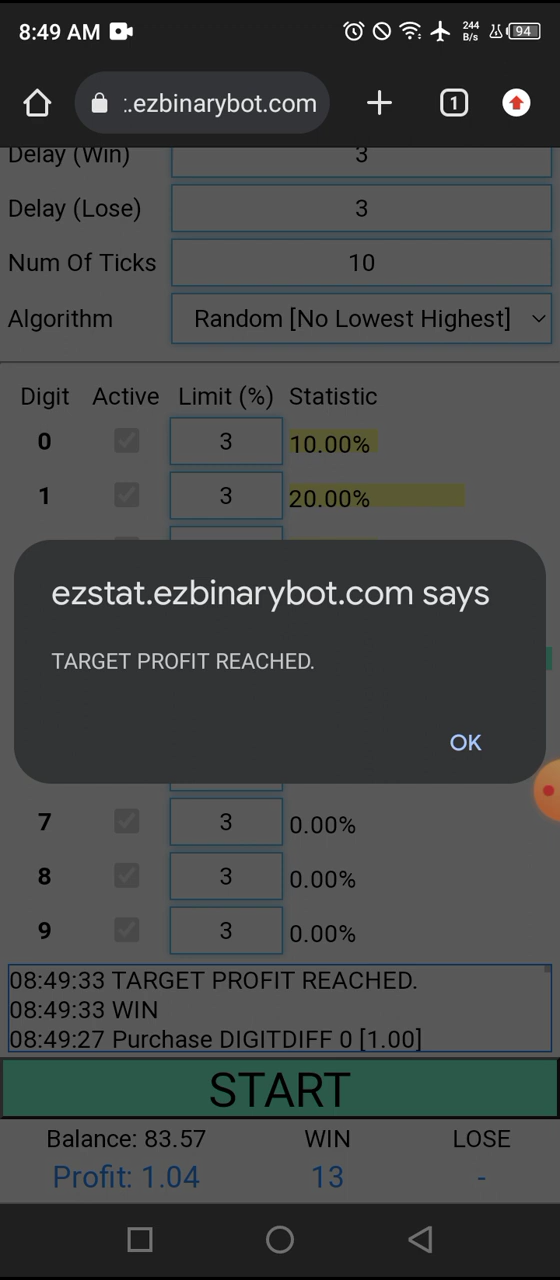 8:49 AM
244
B/s
94
:.ezbinarybot.com
1
Delay (Win) 3
Delay (Lose) 3
Num Of Ticks 10
Algorithm Random [No Lowest Highest]
Digit Active Limit (%) Statistic
0 3 10.00%
1 3 20.00%
ezstat.ezbinarybot.com says
TARGET PROFIT REACHED.
OK
7 3 0.00%
8 3 0.00%
9 3 0.00%
08:49:33 TARGET PROFIT REACHED.
08:49:33 WIN
08:49:27 Purchase DIGITDIFF 0 [1.00]
START
Balance: 83.57 WIN LOSE
Profit: 1.04 13 -